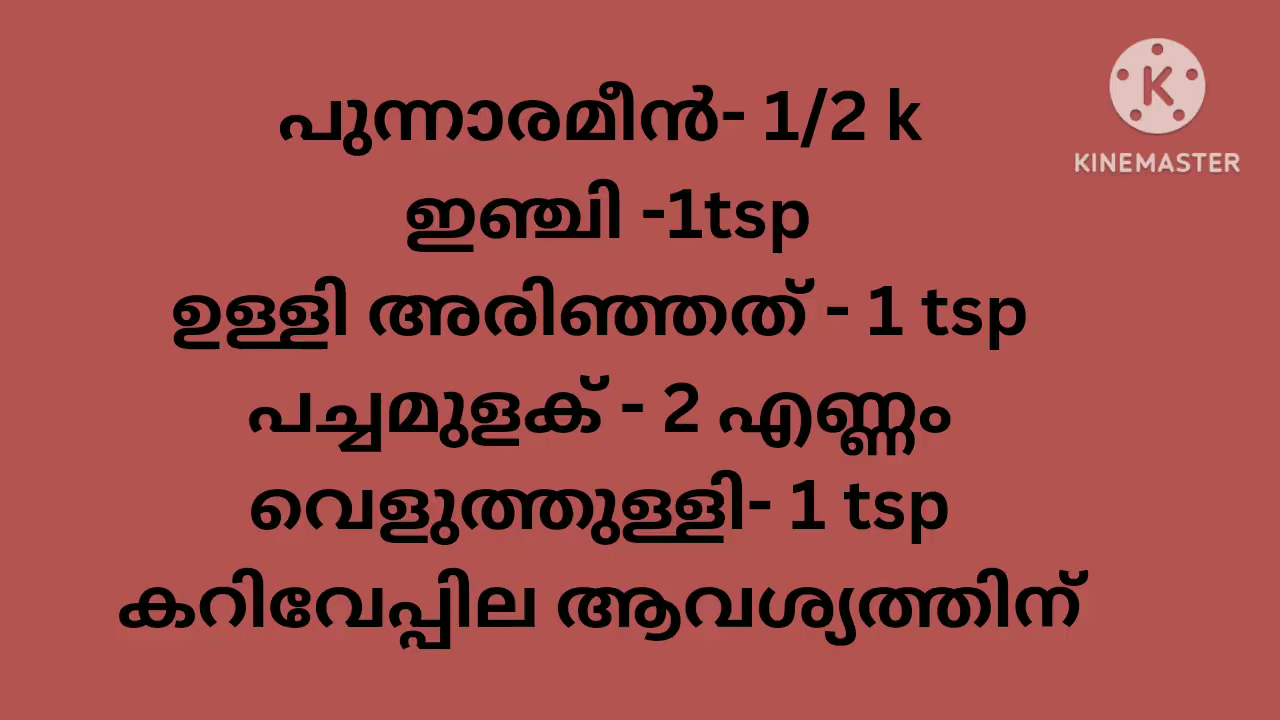 പുന്നാരമീൻ- 1/2 k
ഇഞ്ചി -1tsp
ഉള്ളി അരിഞ്ഞത് - 1 tsp
പച്ചമുളക് - 2 എണ്ണം
വെളുത്തുള്ളി- 1 tsp
കറിവേപ്പില ആവശ്യത്തിന്
K
KINEMASTER